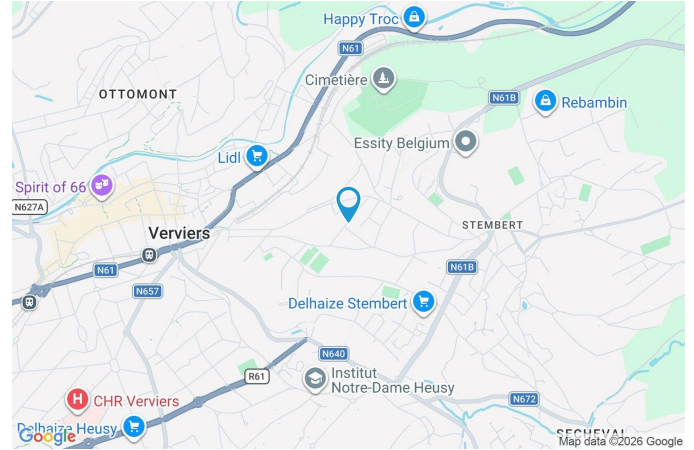 Happy Troc
N61
Cimetière
OTTOMONT
N61B
Rebambin
Essity Belgium
Lidl
Spirit of 66
N627A
Verviers
STEMBERT
N61
N61B
N657
Delhaize Stembert
N640
R61
Institut
Notre-Dame Heusy
CHR Verviers
N672
Delhaize Heusy
SECHEVAL
Google
Map data ©2026 Google